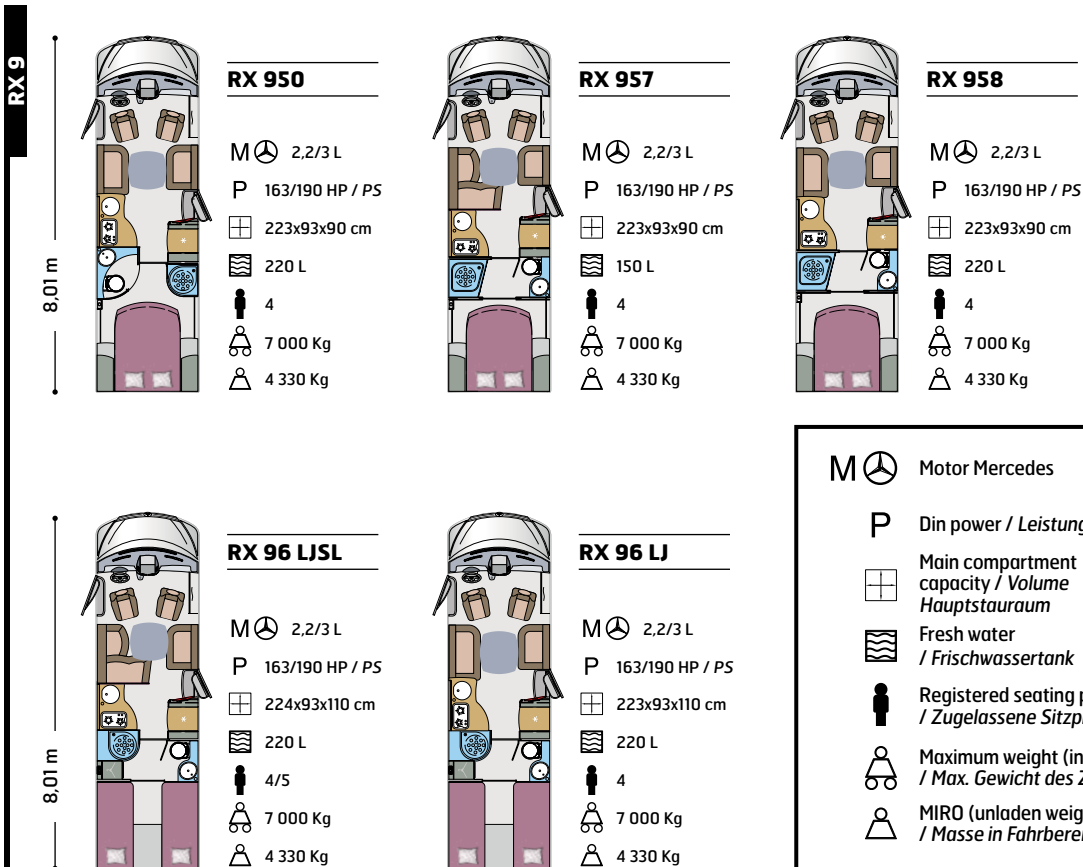 RX 9
8,01 m
RX 950
M 2,2/3 L
P 163/190 HP / PS
223x93x90 cm
220 L
4
7 000 Kg
4 330 Kg
RX 957
M 2,2/3 L
P 163/190 HP / PS
223x93x90 cm
150 L
4
7 000 Kg
4 330 Kg
RX 958
M 2,2/3 L
P 163/190 HP / PS
223x93x90 cm
220 L
4
7 000 Kg
4 330 Kg
8,01 m
RX 96 LJSL
M 2,2/3 L
P 163/190 HP / PS
224x93x110 cm
220 L
4/5
7 000 Kg
4 330 Kg
RX 96 LJ
M 2,2/3 L
P 163/190 HP / PS
223x93x110 cm
220 L
4
7 000 Kg
4 330 Kg
M Motor Mercedes
P Din power / Leistung
Main compartment
capacity / Volume
Hauptstauraum
Fresh water
/ Frischwassertank
Registered seating
/ Zugelassene
Maximum weight
/ Max. Gewicht des
MIRO (unladen
/ Masse in